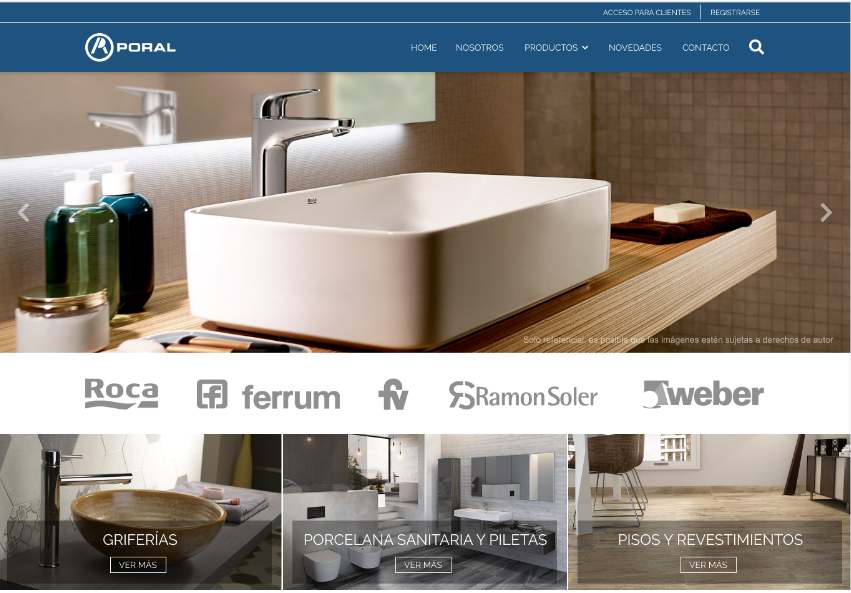 ACCESO PARA CLIENTES
REGISTRARSE
PORAL
HOME
NOSOTROS
PRODUCTOS
NOVEDADES
CONTACTO
Roca
Solo referencial, es posible que las imágenes estén sujetas a derechos de autor
Roca
ferrum
fv
RamonSoler
weber
GRIFERÍAS
PORCELANA SANITARIA Y PILETAS
PISOS Y REVESTIMIENTOS
VER MÁS
VER MÁS
VER MÁS